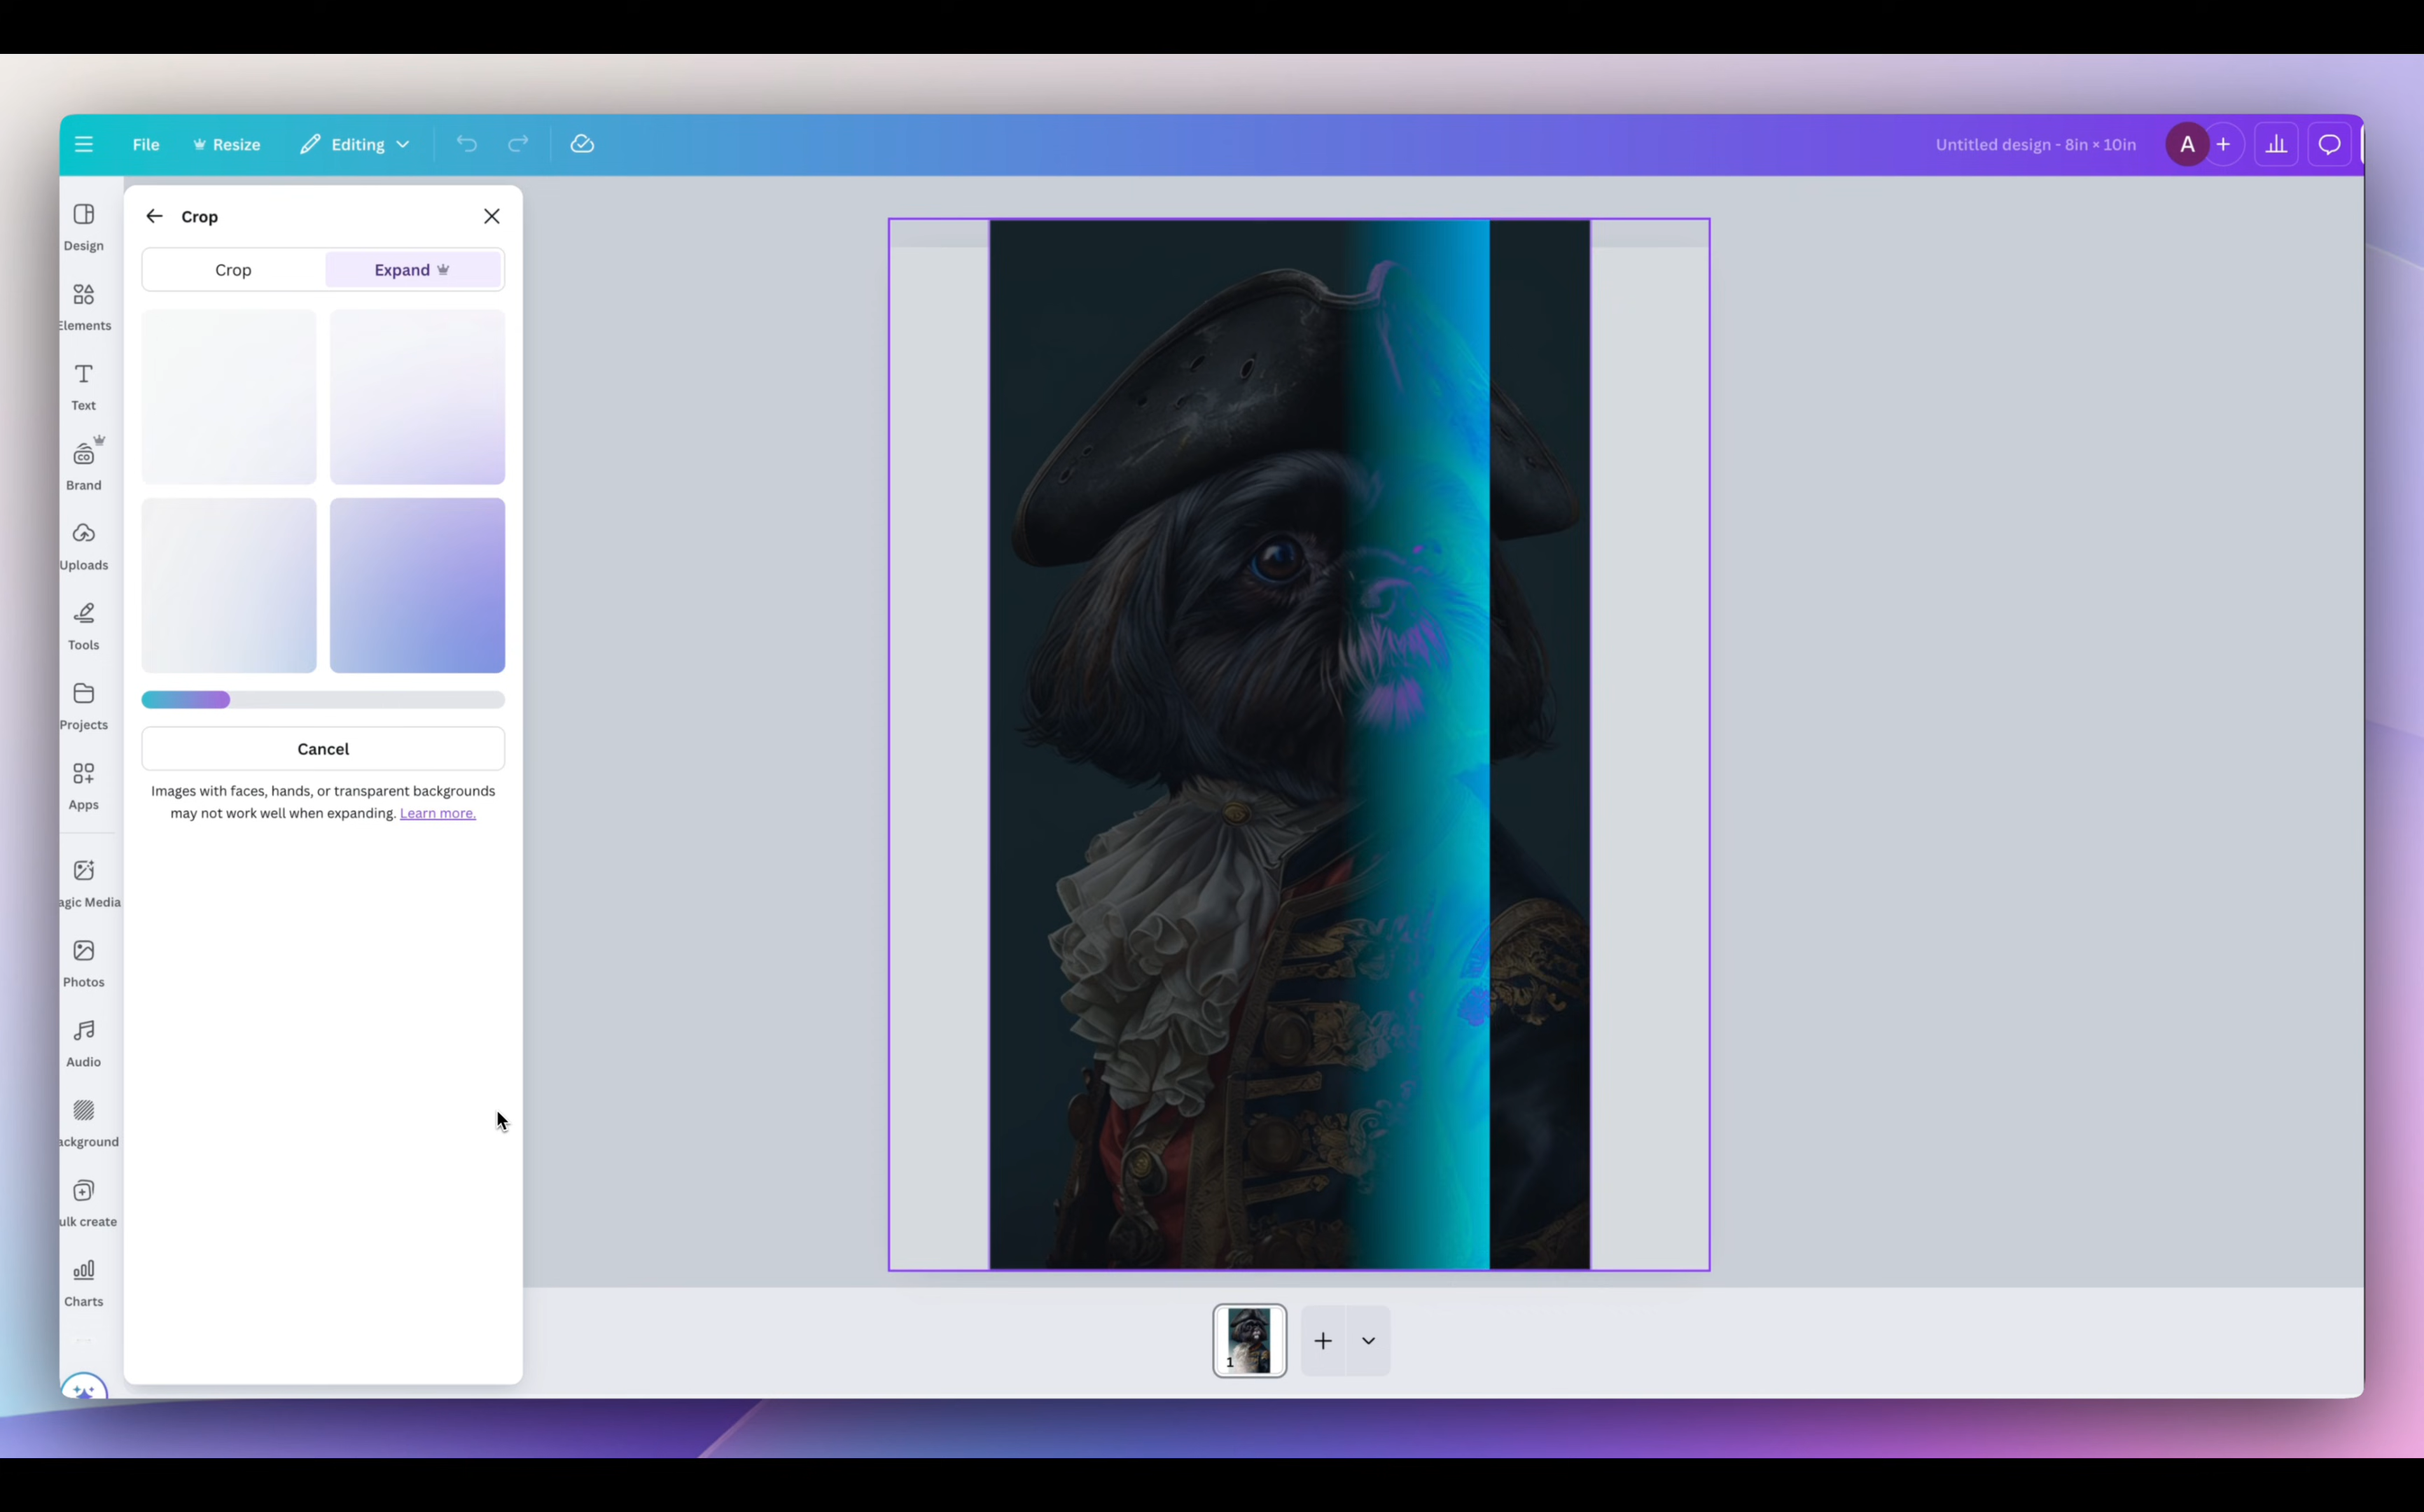 File
Resize
Editing
Untitled design - 8in × 10in
A
Design
Elements
Text
Brand
Uploads
Tools
Projects
Apps
agic Media
Photos
Audio
ackground
ulk create
Charts
Crop
Crop
Expand
CO
Cancel
Images with faces, hands, or transparent backgrounds
may not work well when expanding. Learn more.
1